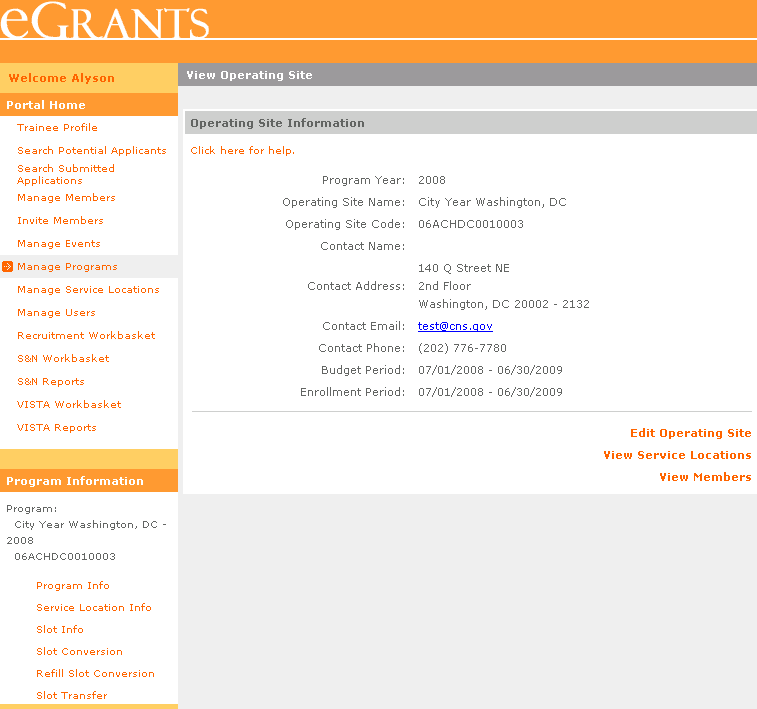 eGRANTS
Welcome Alyson
Portal Home
Trainee Profile
Search Potential Applicants
Search Submitted
Applications
Manage Members
Invite Members
Manage Events
Manage Programs
Manage Service Locations
Manage Users
Recruitment Workbasket
S&N Workbasket
S&N Reports
VISTA Workbasket
VISTA Reports
Program Information
Program:
City Year Washington, DC -
2008
06ACHDC0010003
Program Info
Service Location Info
Slot Info
Slot Conversion
Refill Slot Conversion
Slot Transfer
View Operating Site
Operating Site Information
Click here for help.
Program Year: 2008
Operating Site Name: City Year Washington, DC
Operating Site Code: 06ACHDC0010003
Contact Name:
140 Q Street NE
Contact Address: 2nd Floor
Washington, DC 20002 - 2132
Contact Email: test@cns.gov
Contact Phone: (202) 776-7780
Budget Period: 07/01/2008 - 06/30/2009
Enrollment Period: 07/01/2008 - 06/30/2009
Edit Operating Site
View Service Locations
View Members